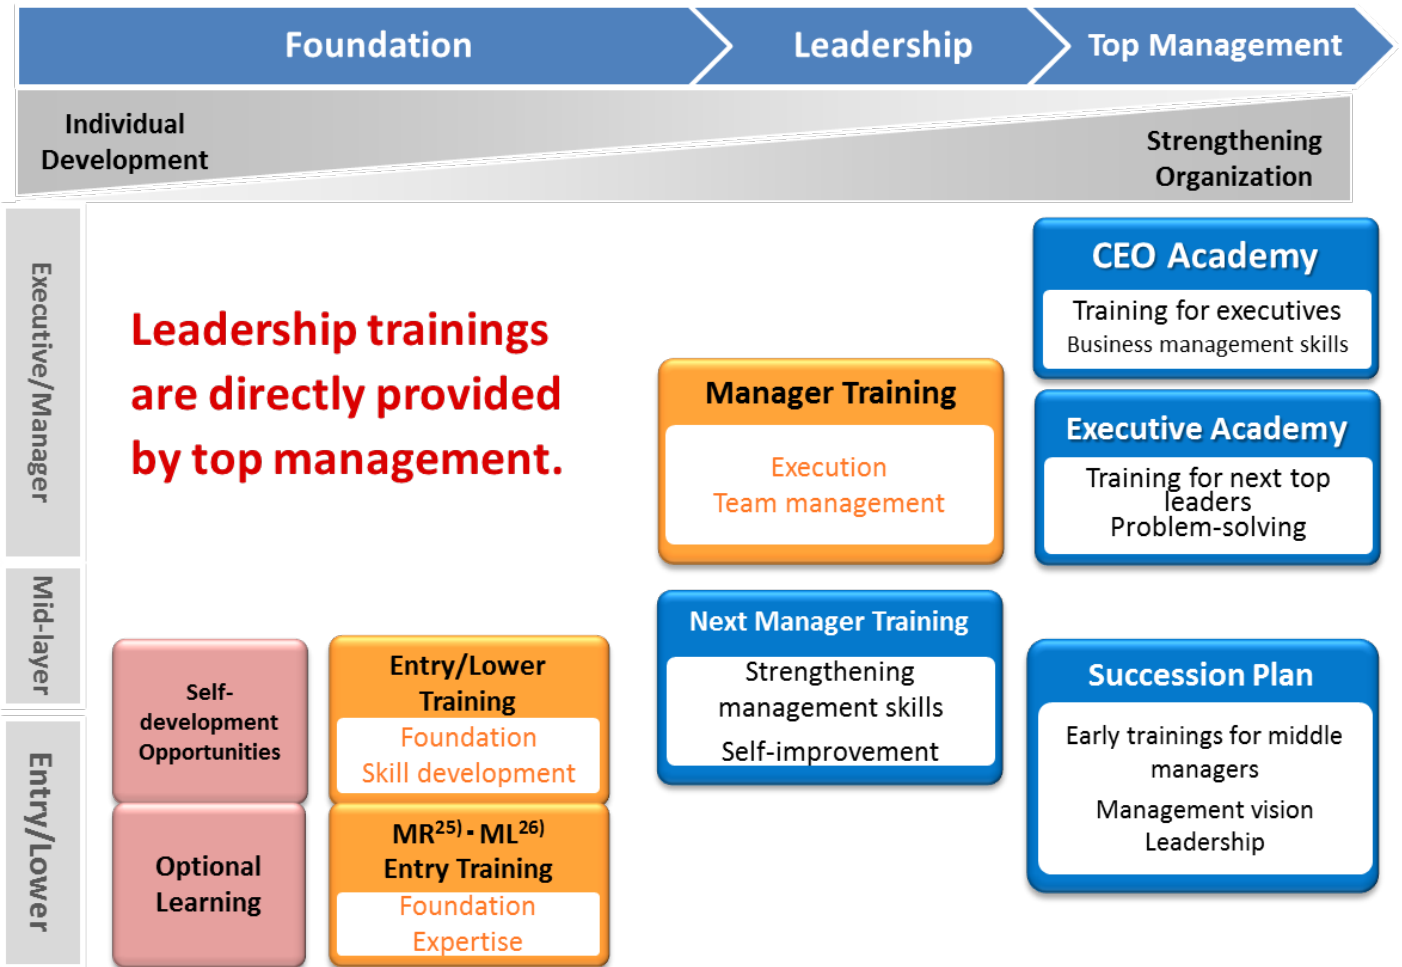 Foundation
Leadership
Top Management
Individual
Development
Strengthening
Organization
Executive/Manager
Mid-layer
Entry/Lower
Leadership trainings
are directly provided
by top management.
CEO Academy
Training for executives
Business management skills
Manager Training
Execution
Team management
Executive Academy
Training for next top
leaders
Problem-solving
Self-
development
Opportunities
Entry/Lower
Training
Foundation
Skill development
Next Manager Training
Strengthening
management skills
Self-improvement
Succession Plan
Early trainings for middle
managers
Management vision
Leadership
Optional
Learning
MR25)・ML26)
Entry Training
Foundation
Expertise